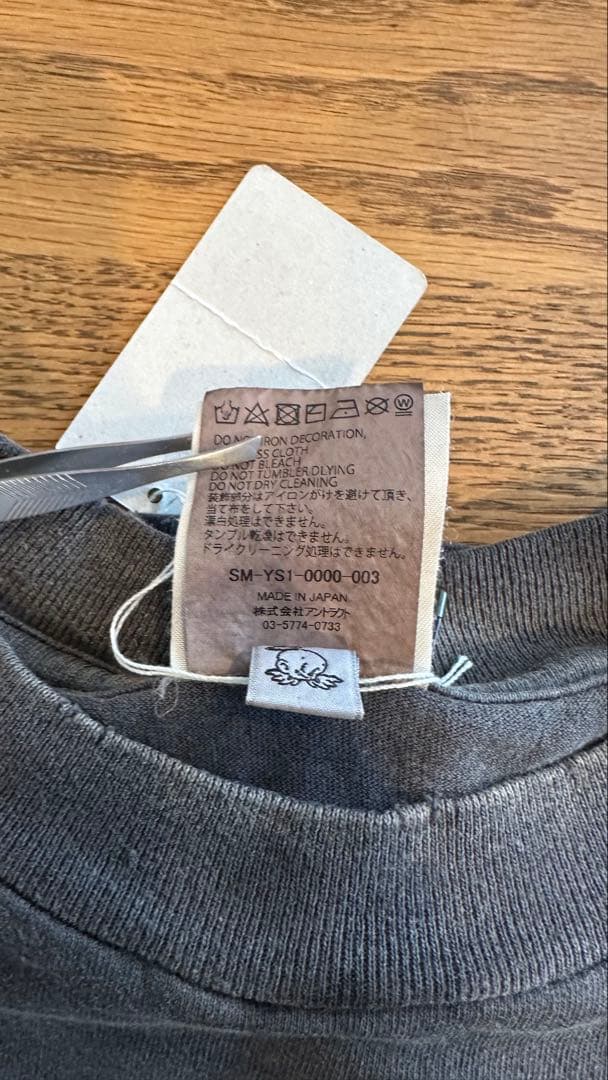 DO NOT IRON DECORATION,
SS CLOTH
NOT BLEACH
DO NOT TUMBLER DLYING
DO NOT DRY CLEANING
装飾部分はアイロンがけを避けて頂き、
当て布をして下さい。
漂白処理はできません。
タンブル乾燥はできません。
ドライクリーニング処理はできません。
SM-YS1-0000-003
MADE IN JAPAN
株式会社アントラクト
03-5774-0733